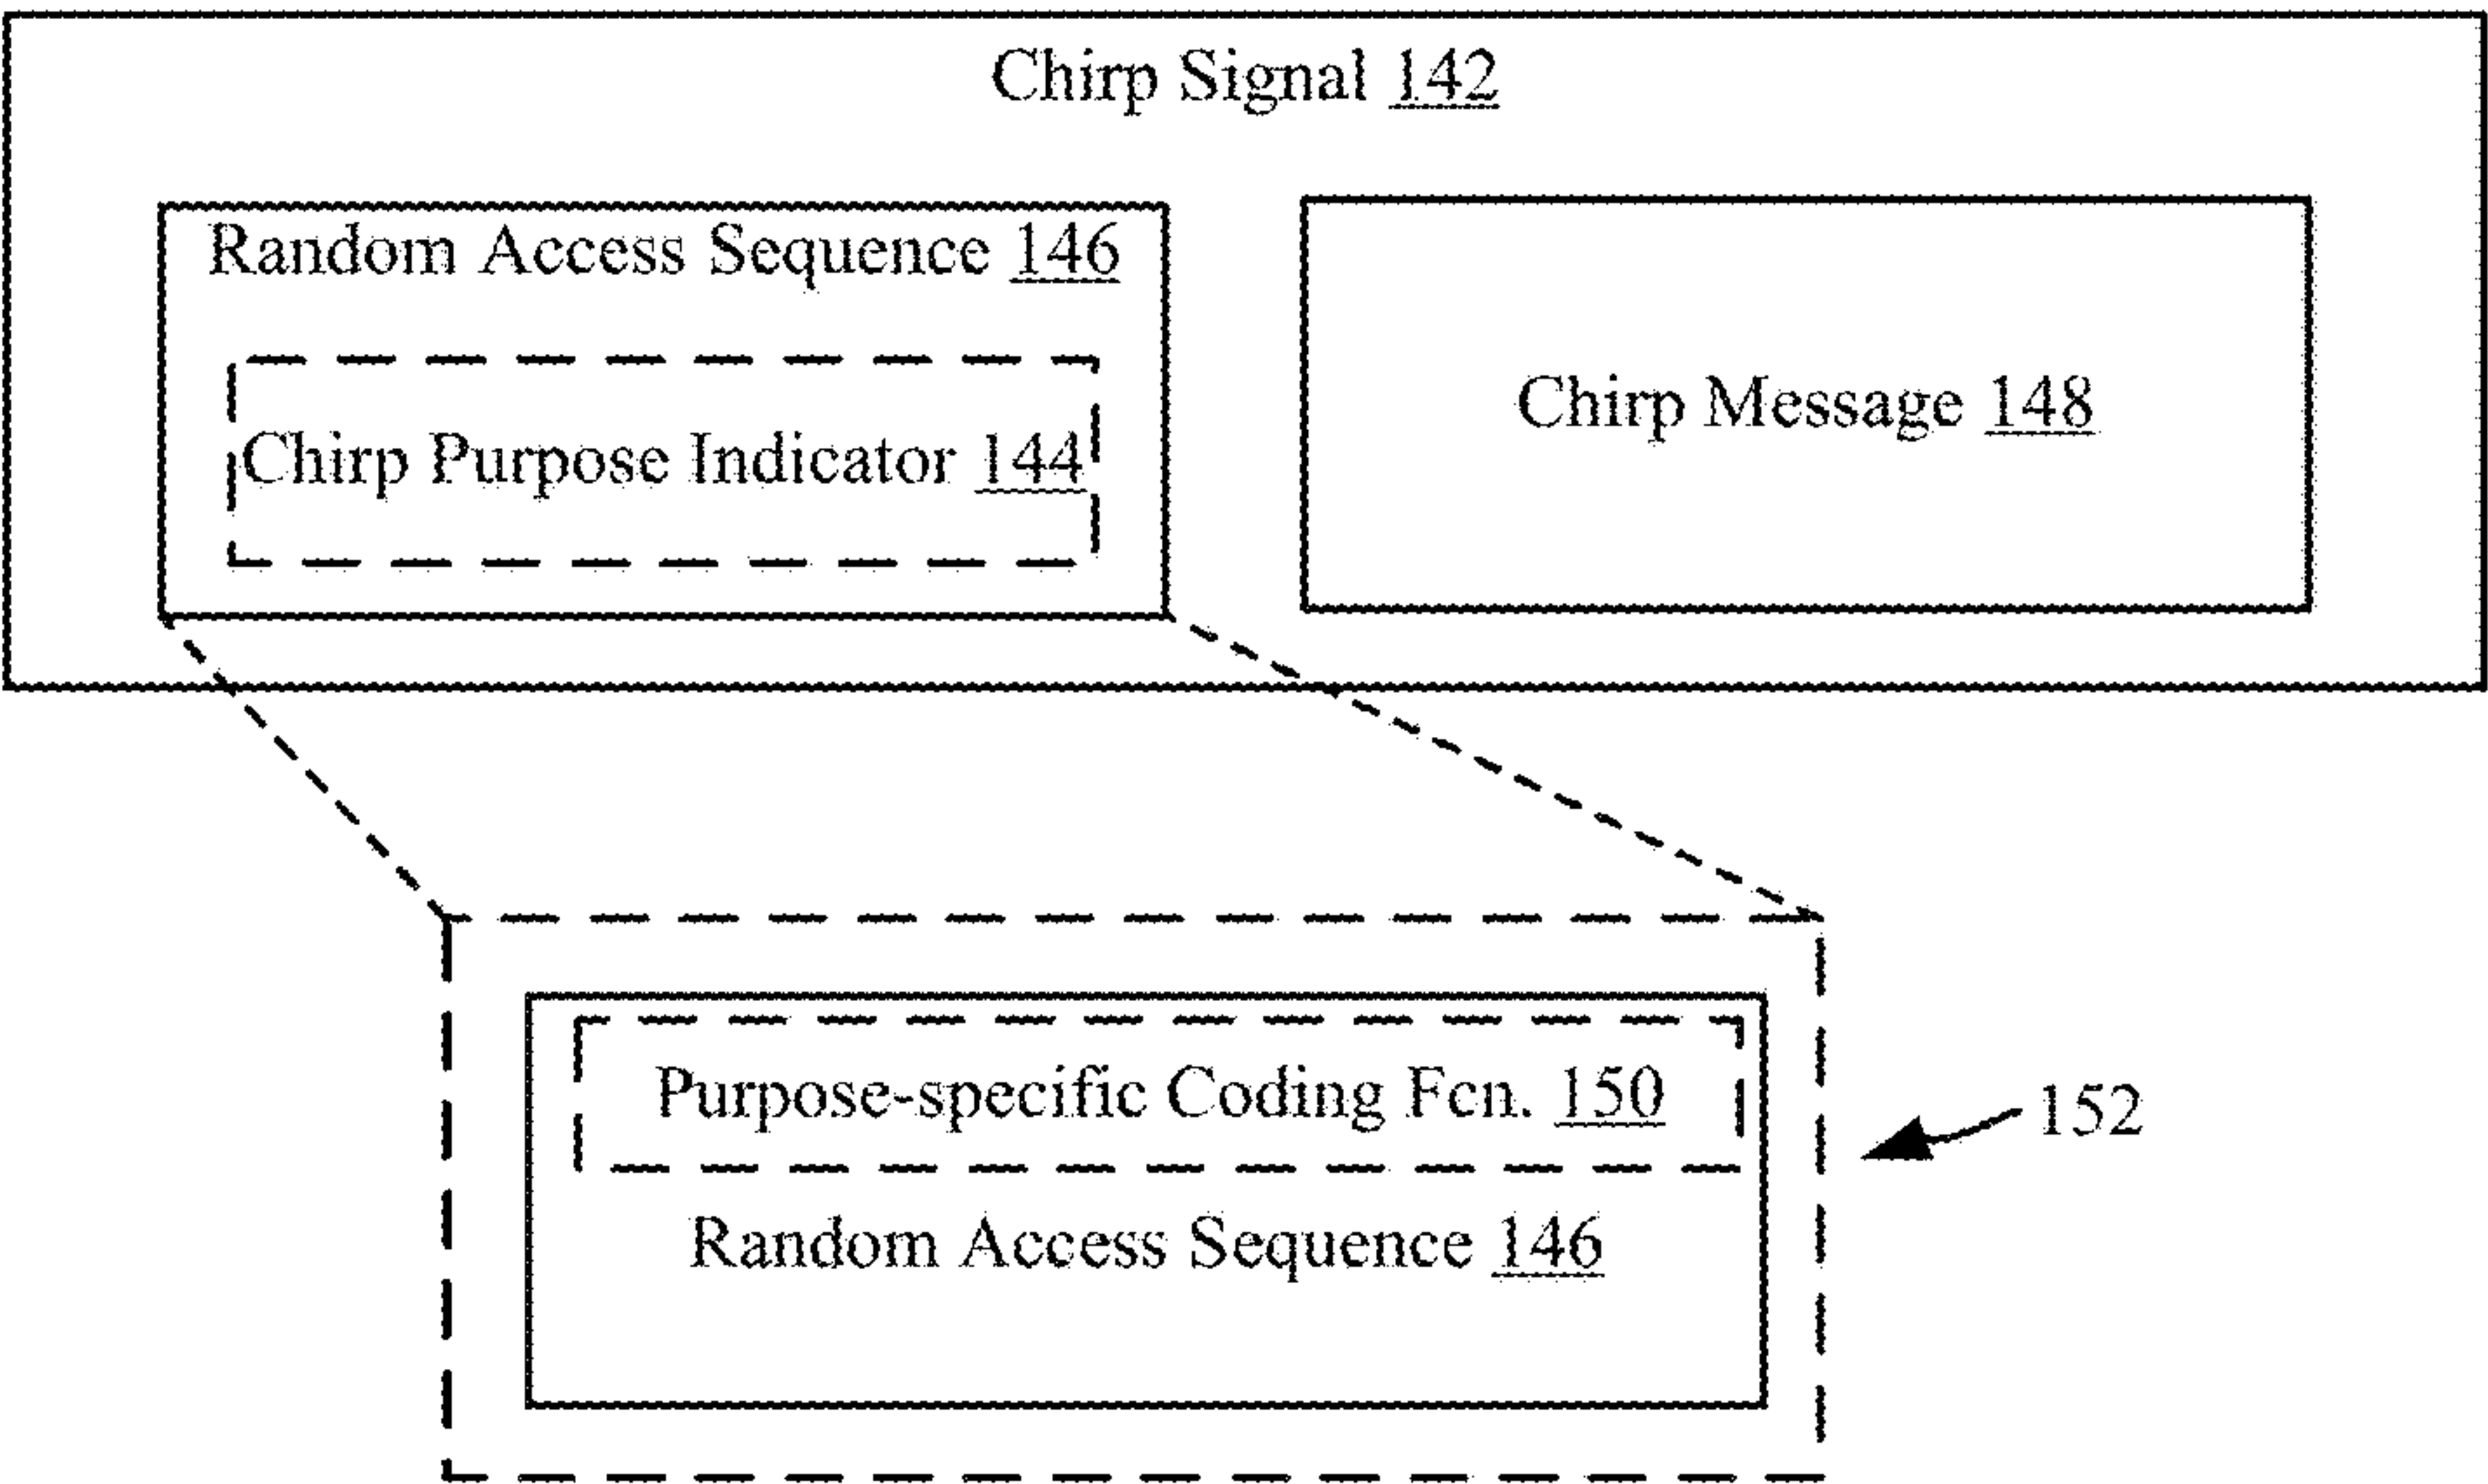 Chirp Signal 142
Random Access Sequence 146
Chirp Purpose Indicator 144
Chirp Message 148
Purpose-specific Coding Fcn. 150
152
Random Access Sequence 146